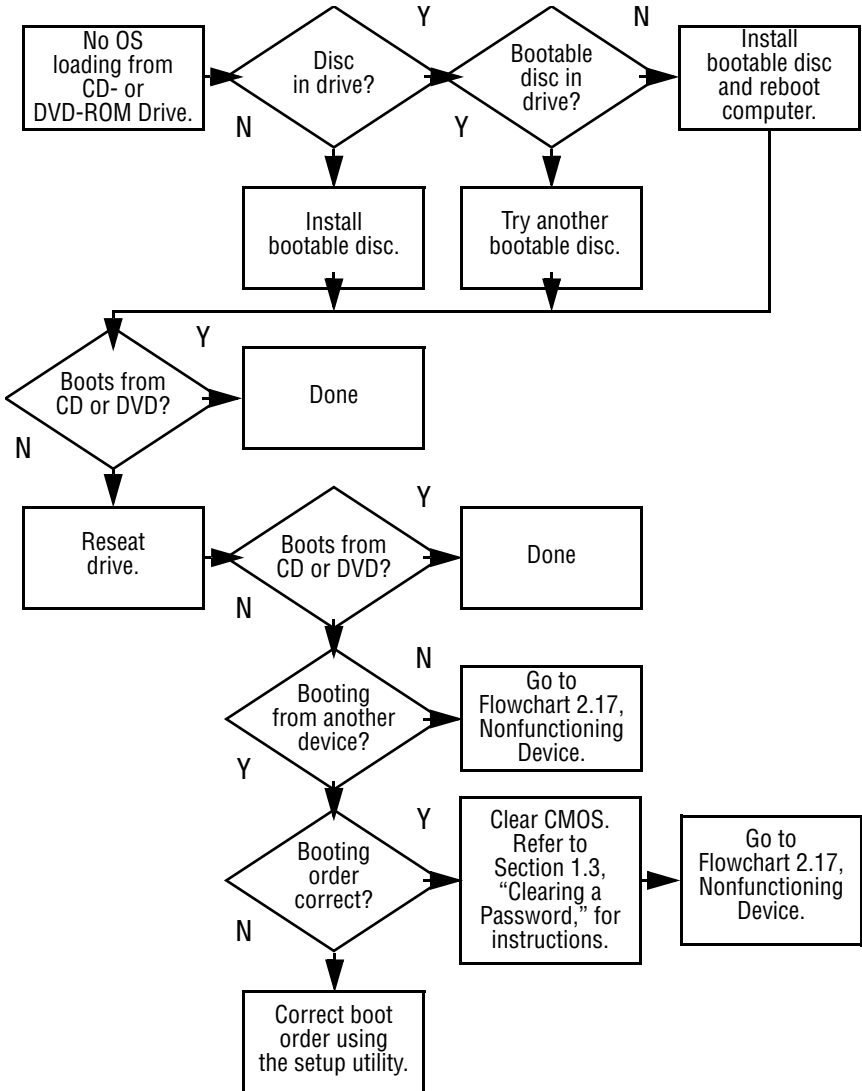 No OS
loading from
CD- or
DVD-ROM Drive.
Disc
in drive?
Y
N
Bootable
disc in
drive?
N
Y
Install
bootable disc
and reboot
computer.
Install
bootable disc.
Try another
bootable disc.
Boots from
CD or DVD?
Y
N
Done
Reseat
drive.
Boots from
CD or DVD?
Y
N
Done
Booting
from another
device?
N
Y
Go to
Flowchart 2.17,
Nonfunctioning
Device.
Booting
order
correct?
Y
N
Clear CMOS.
Refer to
Section 1.3,
“Clearing a
Password,” for
instructions.
Go to
Flowchart 2.17,
Nonfunctioning
Device.
Correct boot
order using
the setup utility.